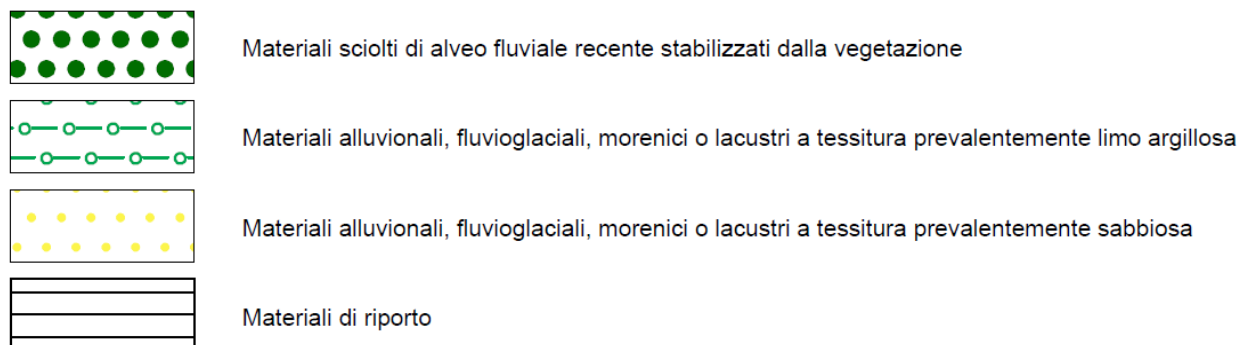 Materiali sciolti di alveo fluviale recente stabilizzati dalla vegetazione
Materiali alluvionali, fluvioglaciali, morenici o lacustri a tessitura prevalentemente limo argillosa
Materiali alluvionali, fluvioglaciali, morenici o lacustri a tessitura prevalentemente sabbiosa
Materiali di riporto